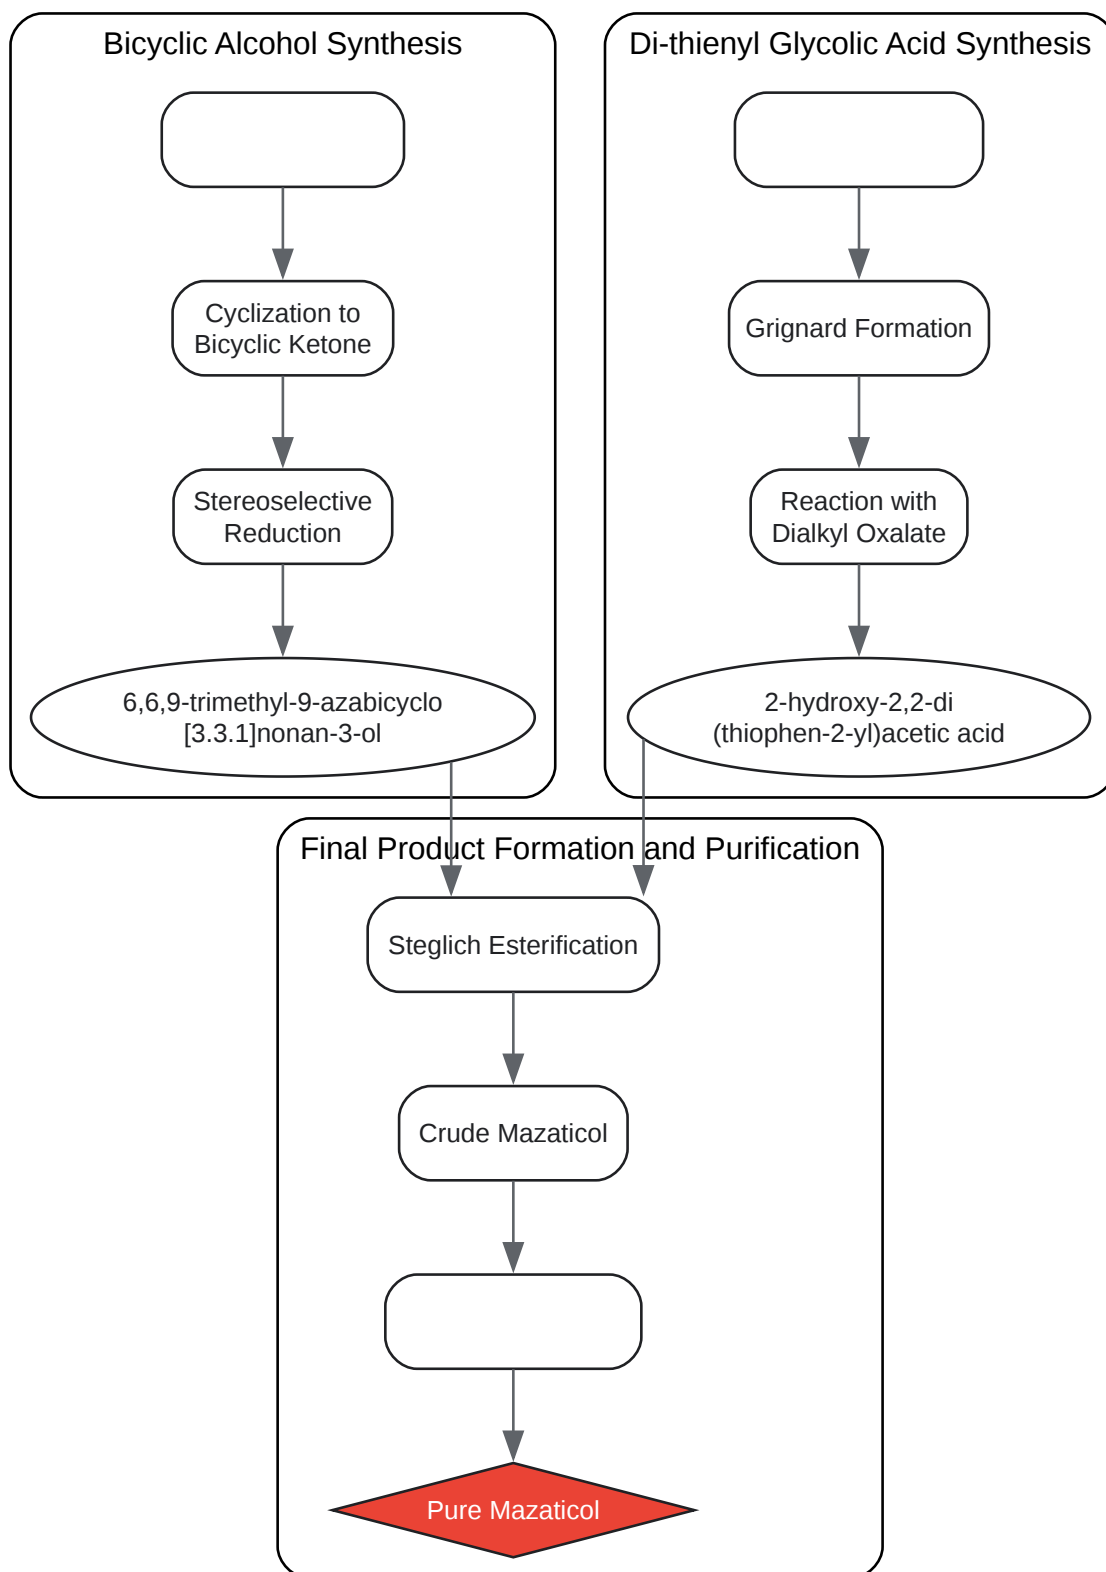 Bicyclic Alcohol Synthesis
Cyclization to
Bicyclic Ketone
Stereoselective
Reduction
6,6,9-trimethyl-9-azabicyclo
[3.3.1]nonan-3-ol
Di-thienyl Glycolic Acid Synthesis
Grignard Formation
Reaction with
Dialkyl Oxalate
2-hydroxy-2,2-di
(thiophen-2-yl)acetic acid
Final Product Formation and Purification
Steglich Esterification
Crude Mazaticol
Pure Mazaticol